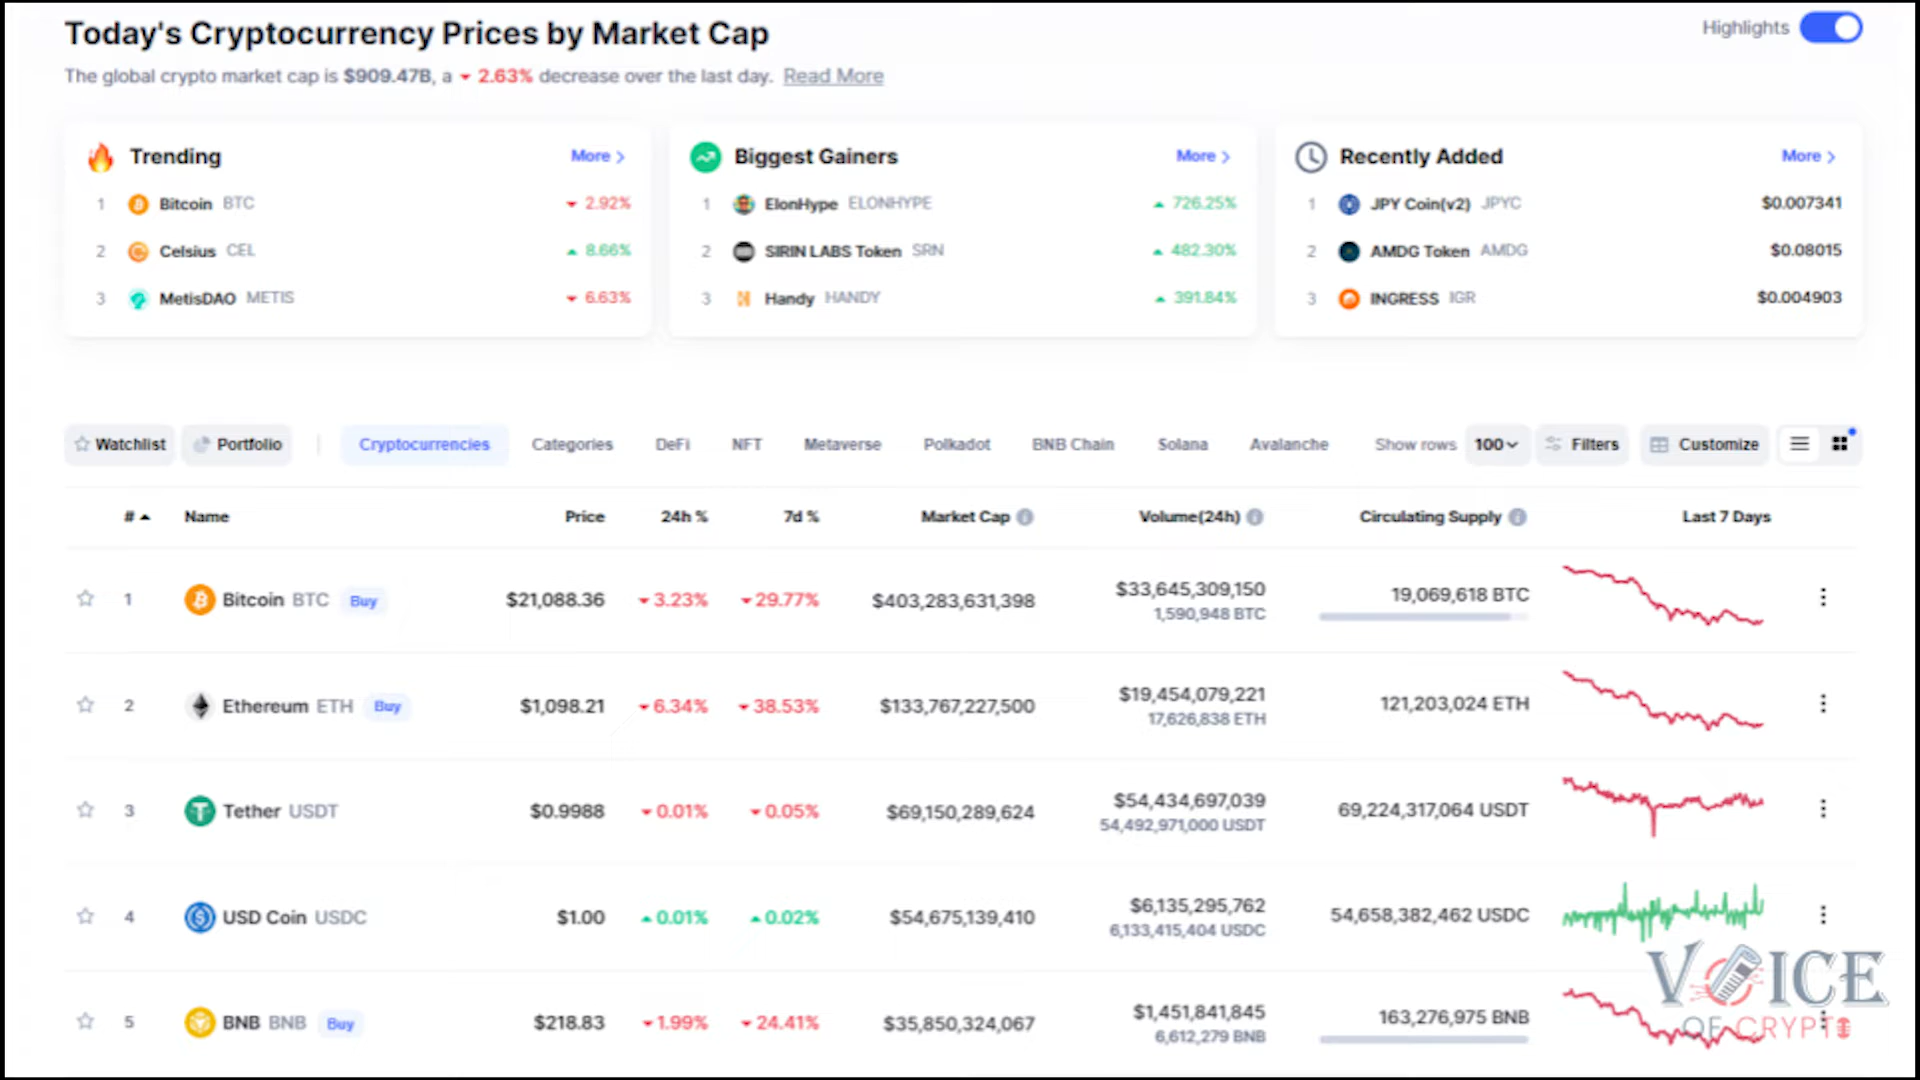 Today's Cryptocurrency Prices by Market Cap
Highlights
The global crypto market cap is $909.47B, a 2.63% decrease over the last day. Read More
Trending More >
1 Bitcoin BTC 2.92%
2 Celsius CEL 8.66%
3 MetisDAO METIS 6.63%
Biggest Gainers More >
1 ElonHype ELONHYPE 726.25%
2 SIRIN LABS Token SRN 482.30%
3 Handy HANDY 391.84%
Recently Added More >
1 JPY Coin(v2) JPYC $0.007341
2 AMDG Token AMDG $0.08015
3 INGRESS IGR $0.004903
Watchlist Portfolio Cryptocurrencies Categories DeFi NFT Metaverse Polkadot BNB Chain Solana Avalanche Show rows 100 Filters Customize
# Name Price 24h % 7d % Market Cap Volume(24h) Circulating Supply Last 7 Days
1 Bitcoin BTC Buy $21,088.36 3.23% 29.77% $403,283,631,398 $33,645,309,150 19,069,618 BTC
1,590,948 BTC
2 Ethereum ETH Buy $1,098.21 6.34% 38.53% $133,767,227,500 $19,454,079,221 121,203,024 ETH
17,626,838 ETH
3 Tether USDT $0.9988 0.01% 0.05% $69,150,289,624 $54,434,697,039 69,224,317,064 USDT
54,492,971,000 USDT
4 USD Coin USDC $1.00 0.01% 0.02% $54,675,139,410 $6,135,295,762 54,658,382,462 USDC
6,133,415,404 USDC
5 BNB BNB Buy $218.83 1.99% 24.41% $35,850,324,067 $1,451,841,845 163,276,975 BNB
6,612,279 BNB
VOICE
OF CRYPTO